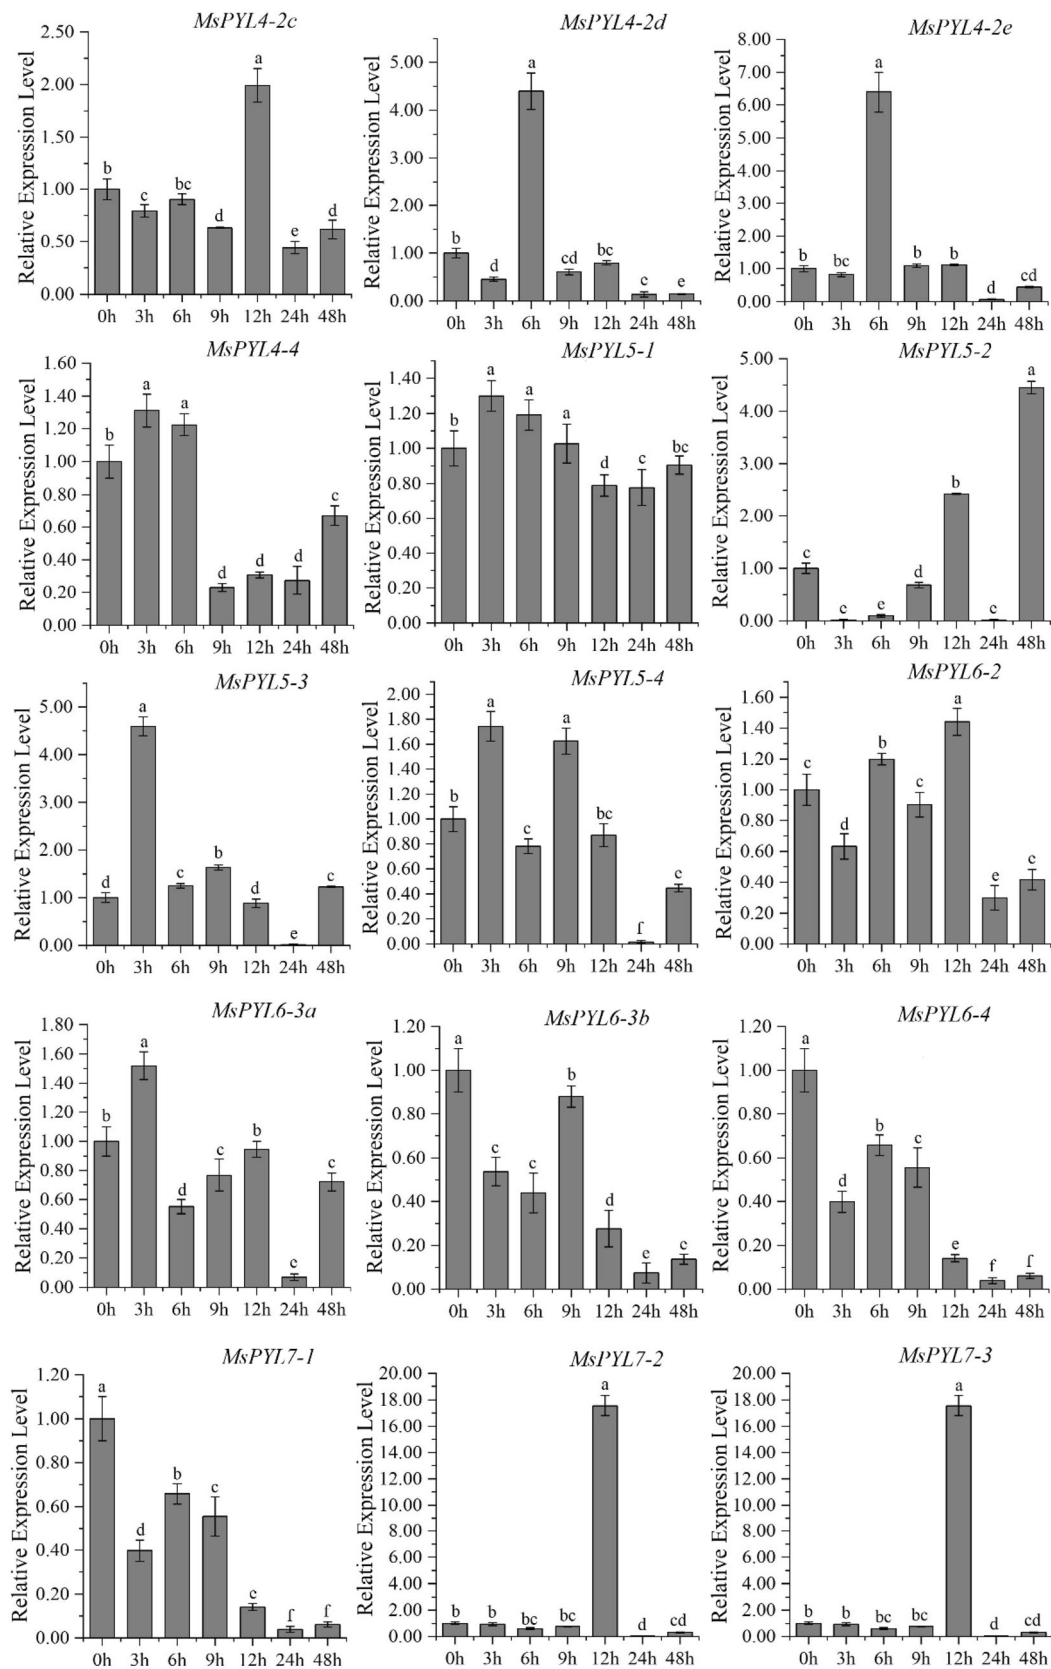 MsPYL4-2c
Relative Expression Level
2.50
2.00
1.50
1.00
0.50
0.00
b
c
bc
d
a
e
d
0h 3h 6h 9h 12h 24h 48h
MsPYL4-2d
Relative Expression Level
5.00
4.00
3.00
2.00
1.00
0.00
b
d
a
cd
bc
c
e
0h 3h 6h 9h 12h 24h 48h
MsPYL4-2e
Relative Expression Level
8.00
7.00
6.00
5.00
4.00
3.00
2.00
1.00
0.00
b
bc
a
b
b
d
cd
0h 3h 6h 9h 12h 24h 48h
MsPYL4-4
Relative Expression Level
1.60
1.40
1.20
1.00
0.80
0.60
0.40
0.20
0.00
b
a
a
d
d
d
c
0h 3h 6h 9h 12h 24h 48h
MsPYL5-1
Relative Expression Level
1.40
1.20
1.00
0.80
0.60
0.40
0.20
0.00
b
a
a
a
d
c
bc
0h 3h 6h 9h 12h 24h 48h
MsPYL5-2
Relative Expression Level
5.00
4.00
3.00
2.00
1.00
0.00
c
e
e
d
b
c
a
0h 3h 6h 9h 12h 24h 48h
MsPYL5-3
Relative Expression Level
5.00
4.00
3.00
2.00
1.00
0.00
d
a
c
b
d
e
c
0h 3h 6h 9h 12h 24h 48h
MsPYL5-4
Relative Expression Level
2.00
1.80
1.60
1.40
1.20
1.00
0.80
0.60
0.40
0.20
0.00
b
a
c
a
bc
f
c
0h 3h 6h 9h 12h 24h 48h
MsPYL6-2
Relative Expression Level
1.60
1.40
1.20
1.00
0.80
0.60
0.40
0.20
0.00
c
d
b
c
a
e
c
0h 3h 6h 9h 12h 24h 48h
MsPYL6-3a
Relative Expression Level
1.80
1.60
1.40
1.20
1.00
0.80
0.60
0.40
0.20
0.00
b
a
d
c
b
c
c
0h 3h 6h 9h 12h 24h 48h
MsPYL6-3b
Relative Expression Level
1.20
1.00
0.80
0.60
0.40
0.20
0.00
a
c
c
b
d
e
c
0h 3h 6h 9h 12h 24h 48h
MsPYL6-4
Relative Expression Level
1.20
1.00
0.80
0.60
0.40
0.20
0.00
a
d
b
c
e
f
f
0h 3h 6h 9h 12h 24h 48h
MsPYL7-1
Relative Expression Level
1.20
1.00
0.80
0.60
0.40
0.20
0.00
a
d
b
c
c
f
f
0h 3h 6h 9h 12h 24h 48h
MsPYL7-2
Relative Expression Level
20.00
18.00
16.00
14.00
12.00
10.00
8.00
6.00
4.00
2.00
0.00
b
b
bc
bc
a
d
cd
0h 3h 6h 9h 12h 24h 48h
MsPYL7-3
Relative Expression Level
20.00
18.00
16.00
14.00
12.00
10.00
8.00
6.00
4.00
2.00
0.00
b
b
bc
bc
a
d
cd
0h 3h 6h 9h 12h 24h 48h